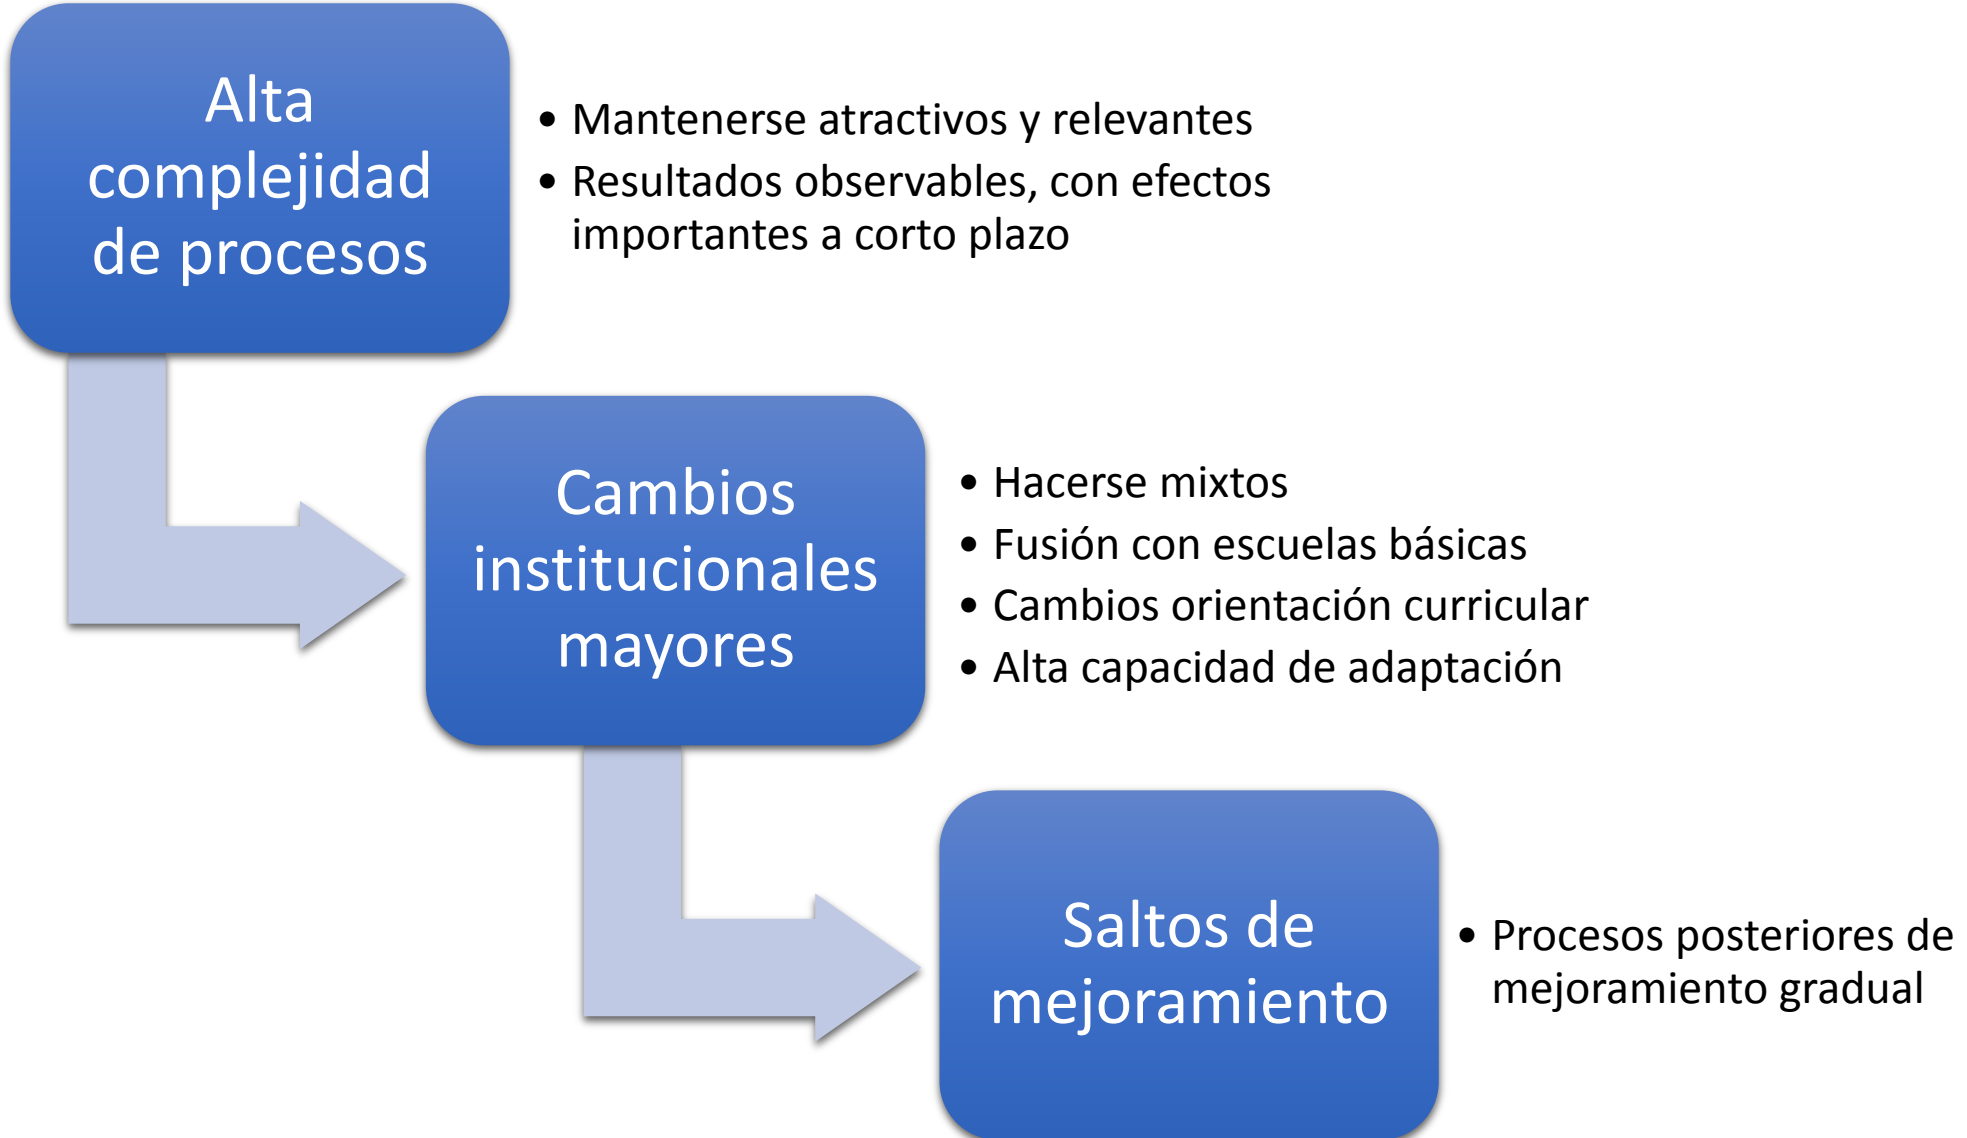 Alta
complejidad
de procesos
• Mantenerse atractivos y relevantes
• Resultados observables, con efectos
importantes a corto plazo
Cambios
institucionales
mayores
• Hacerse mixtos
• Fusión con escuelas básicas
• Cambios orientación curricular
• Alta capacidad de adaptación
Saltos de
mejoramiento
• Procesos posteriores de
mejoramiento gradual